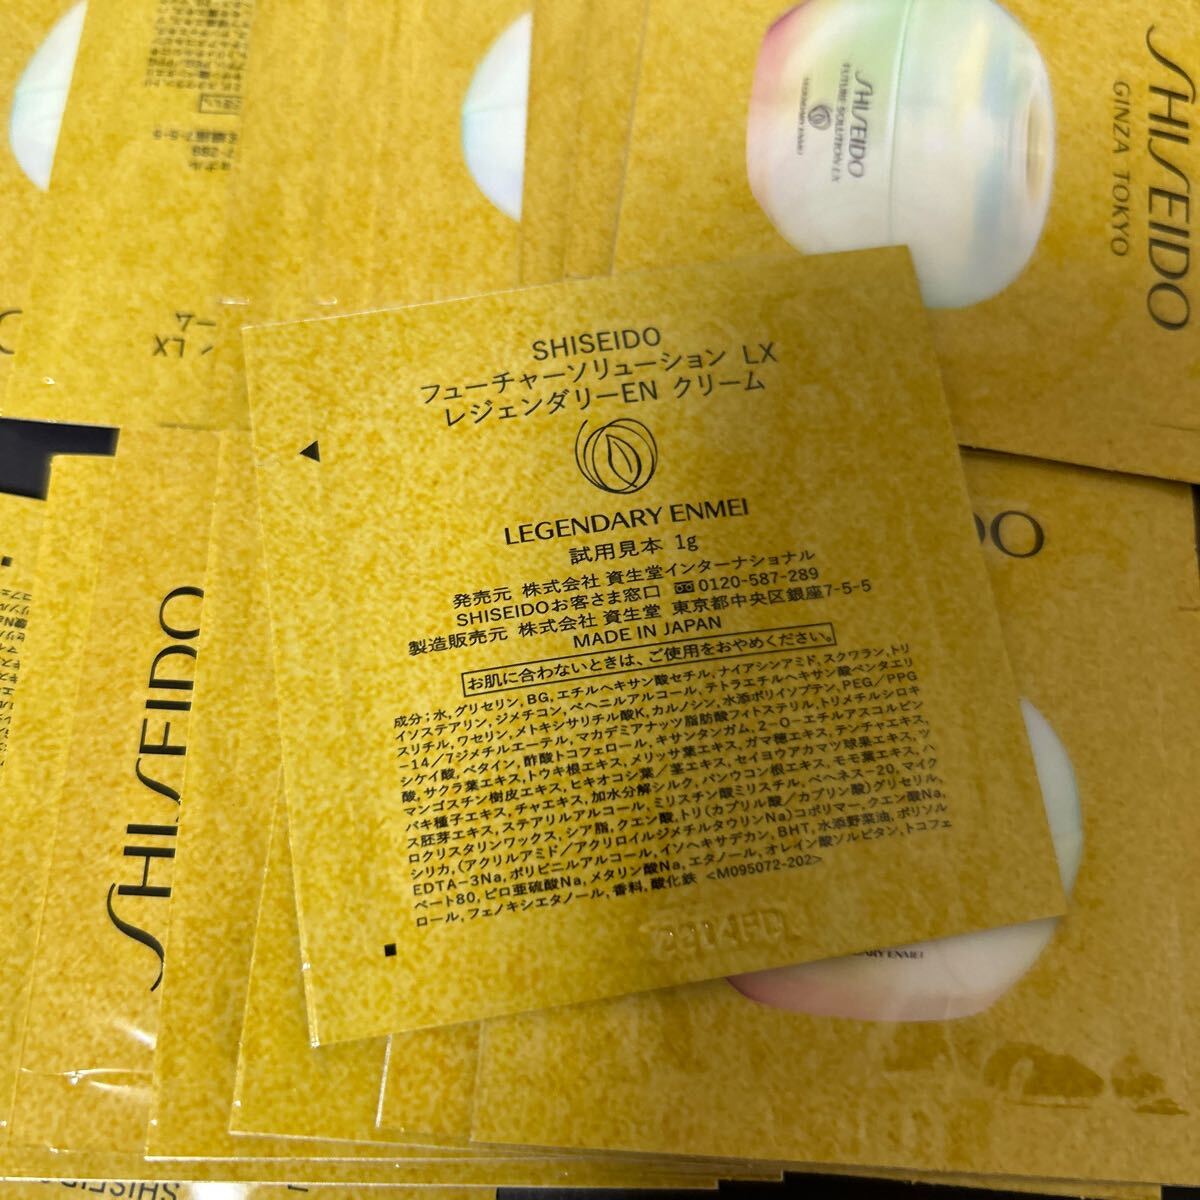 SHISEIDO
GINZA TOKYO
SHISEIDO
FUTURE SOLUTION LX
LEGENDARY ENMEI
SHISEIDO
フューチャーソリューション LX
レジェンダリーEN クリーム
LEGENDARY ENMEI
試用見本 1g
発売元 株式会社 資生堂インターナショナル
SHISEIDOお客さま窓口 0120-587-289
製造販売元 株式会社 資生堂 東京都中央区銀座7-5-5
MADE IN JAPAN
お肌に合わないときは、ご使用をおやめください。
成分;水,グリセリン,BG,エチルヘキサン酸セチル,ナイアシンアミド,スクワラン,トリ
イソステアリン,ジメチコン,ベヘニルアルコール,テトラエチルヘキサン酸ペンタエリ
スリチル,ワセリン,メトキシサリチル酸K,カルノシン,水添ポリイソブテン,PEG/PPG
-14/7ジメチルエーテル,マカデミアナッツ脂肪酸フィトステリル,トリメチルシロキ
シケイ酸,ベタイン,酢酸トコフェロール,キサンタンガム,2-O-エチルアスコルビン
酸,サクラ葉エキス,トウキ根エキス,メリッサ葉エキス,ガマ穂エキス,テンチャエキス,
マンゴスチン樹皮エキス,ヒキオコシ葉/茎エキス,セイヨウアカマツ球果エキス,ツ
バキ種子エキス,チャエキス,加水分解シルク,バンウコン根エキス,モモ葉エキス,ハ
ス胚芽エキス,ステアリルアルコール,ミリスチン酸ミリスチル,ベヘネス-20,マイク
ロクリスタリンワックス,シア脂,クエン酸,トリ(カプリル酸/カプリン酸)グリセリル,
シリカ,(アクリルアミド/アクリロイルジメチルタウリンNa)コポリマー,クエン酸Na,
EDTA-3Na,ポリビニルアルコール,イソヘキサデカン,BHT,水添野菜油,ポリソル
ベート80,ピロ亜硫酸Na,メタリン酸Na,エタノール,オレイン酸ソルビタン,トコフェ
ロール,フェノキシエタノール,香料,酸化鉄 <M095072-202>
SHISEIDO